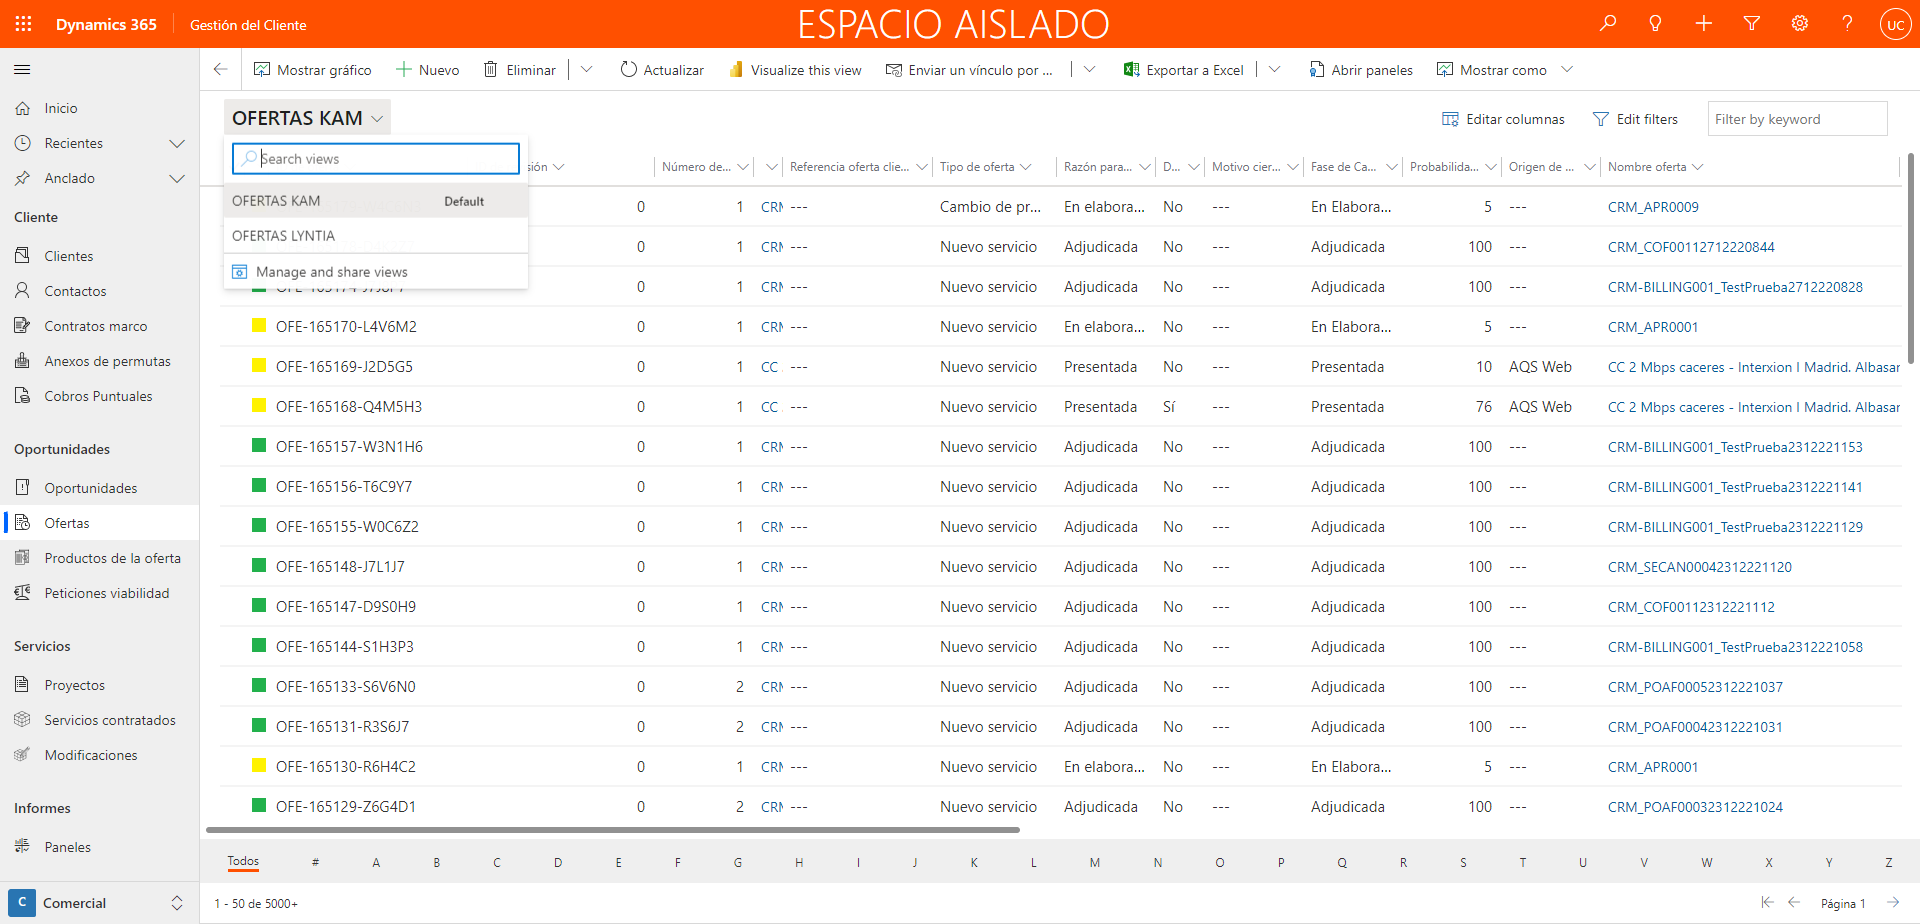 Dynamics 365 Gestión del Cliente ESPACIO AISLADO UC
Mostrar gráfico Nuevo Eliminar Actualizar Visualize this view Enviar un vínculo por ... Exportar a Excel Abrir paneles Mostrar como
Inicio
Recientes
Anclado
Cliente
Clientes
Contactos
Contratos marco
Anexos de permutas
Cobros Puntuales
Oportunidades
Oportunidades
Ofertas
Productos de la oferta
Peticiones viabilidad
Servicios
Proyectos
Servicios contratados
Modificaciones
Informes
Paneles
C Comercial
OFERTAS KAM Editar columnas Edit filters Filter by keyword
Search views
OFERTAS KAM Default
OFERTAS LYNTIA
Manage and share views
sión Número de... Referencia oferta clie... Tipo de oferta Razón para... D... Motivo cier... Fase de Ca... Probabilida... Origen de ... Nombre oferta
0 1 CRM --- Cambio de pr... En elabora... No --- En Elabora... 5 --- CRM_APR0009
0 1 CRM --- Nuevo servicio Adjudicada No --- Adjudicada 100 --- CRM_COF00112712220844
0 1 CRM --- Nuevo servicio Adjudicada No --- Adjudicada 100 --- CRM-BILLING001_TestPrueba2712220828
OFE-165170-L4V6M2 0 1 CRM --- Nuevo servicio En elabora... No --- En Elabora... 5 --- CRM_APR0001
OFE-165169-J2D5G5 0 1 CC --- Nuevo servicio Presentada No --- Presentada 10 AQS Web CC 2 Mbps caceres - Interxion I Madrid. Albasar
OFE-165168-Q4M5H3 0 1 CC --- Nuevo servicio Presentada Sí --- Presentada 76 AQS Web CC 2 Mbps caceres - Interxion I Madrid. Albasar
OFE-165157-W3N1H6 0 1 CRM --- Nuevo servicio Adjudicada No --- Adjudicada 100 --- CRM-BILLING001_TestPrueba2312221153
OFE-165156-T6C9Y7 0 1 CRM --- Nuevo servicio Adjudicada No --- Adjudicada 100 --- CRM-BILLING001_TestPrueba2312221141
OFE-165155-W0C6Z2 0 1 CRM --- Nuevo servicio Adjudicada No --- Adjudicada 100 --- CRM-BILLING001_TestPrueba2312221129
OFE-165148-J7L1J7 0 1 CRM --- Nuevo servicio Adjudicada No --- Adjudicada 100 --- CRM_SECAN00042312221120
OFE-165147-D9S0H9 0 1 CRM --- Nuevo servicio Adjudicada No --- Adjudicada 100 --- CRM_COF00112312221112
OFE-165144-S1H3P3 0 1 CRM --- Nuevo servicio Adjudicada No --- Adjudicada 100 --- CRM-BILLING001_TestPrueba2312221058
OFE-165133-S6V6N0 0 2 CRM --- Nuevo servicio Adjudicada No --- Adjudicada 100 --- CRM_POAF00052312221037
OFE-165131-R3S6J7 0 2 CRM --- Nuevo servicio Adjudicada No --- Adjudicada 100 --- CRM_POAF00042312221031
OFE-165130-R6H4C2 0 1 CRM --- Nuevo servicio En elabora... No --- En Elabora... 5 --- CRM_APR0001
OFE-165129-Z6G4D1 0 2 CRM --- Nuevo servicio Adjudicada No --- Adjudicada 100 --- CRM_POAF00032312221024
Todos # A B C D E F G H I J K L M N O P Q R S T U V W X Y Z
1 - 50 de 5000+ Página 1